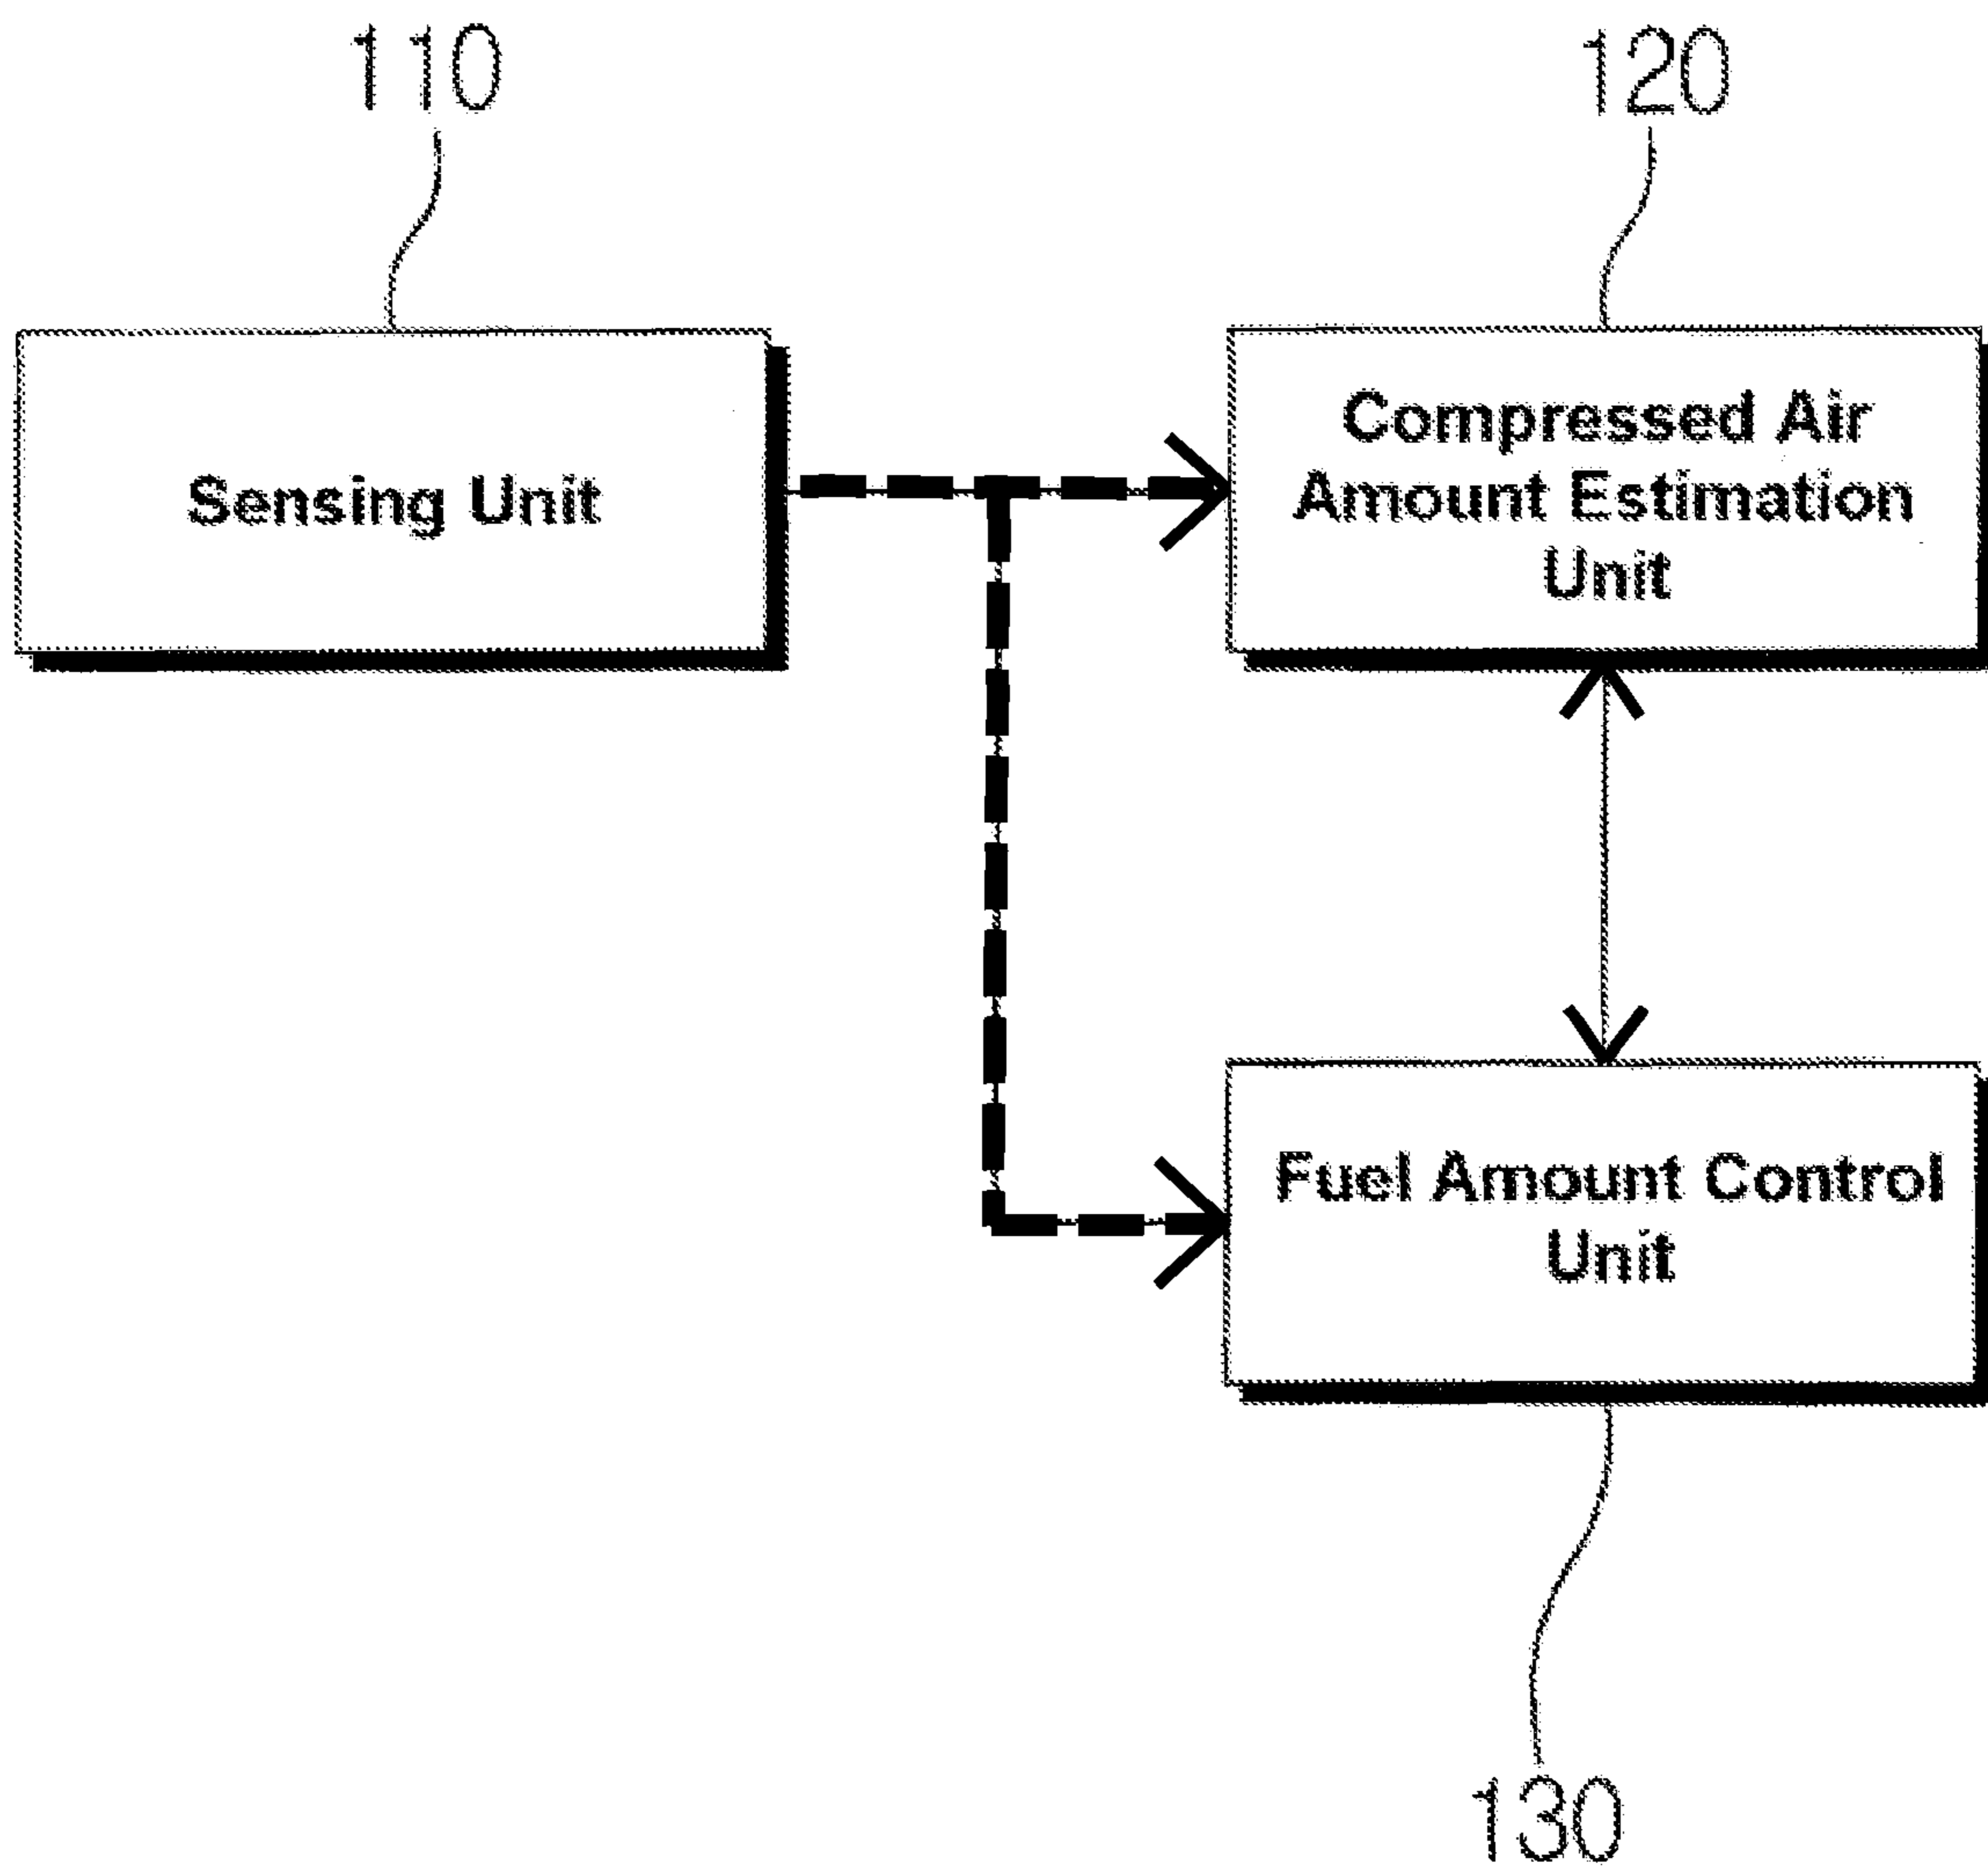 110
120
Sensing Unit
Compressed Air
Amount Estimation
Unit
Fuel Amount Control
Unit
130